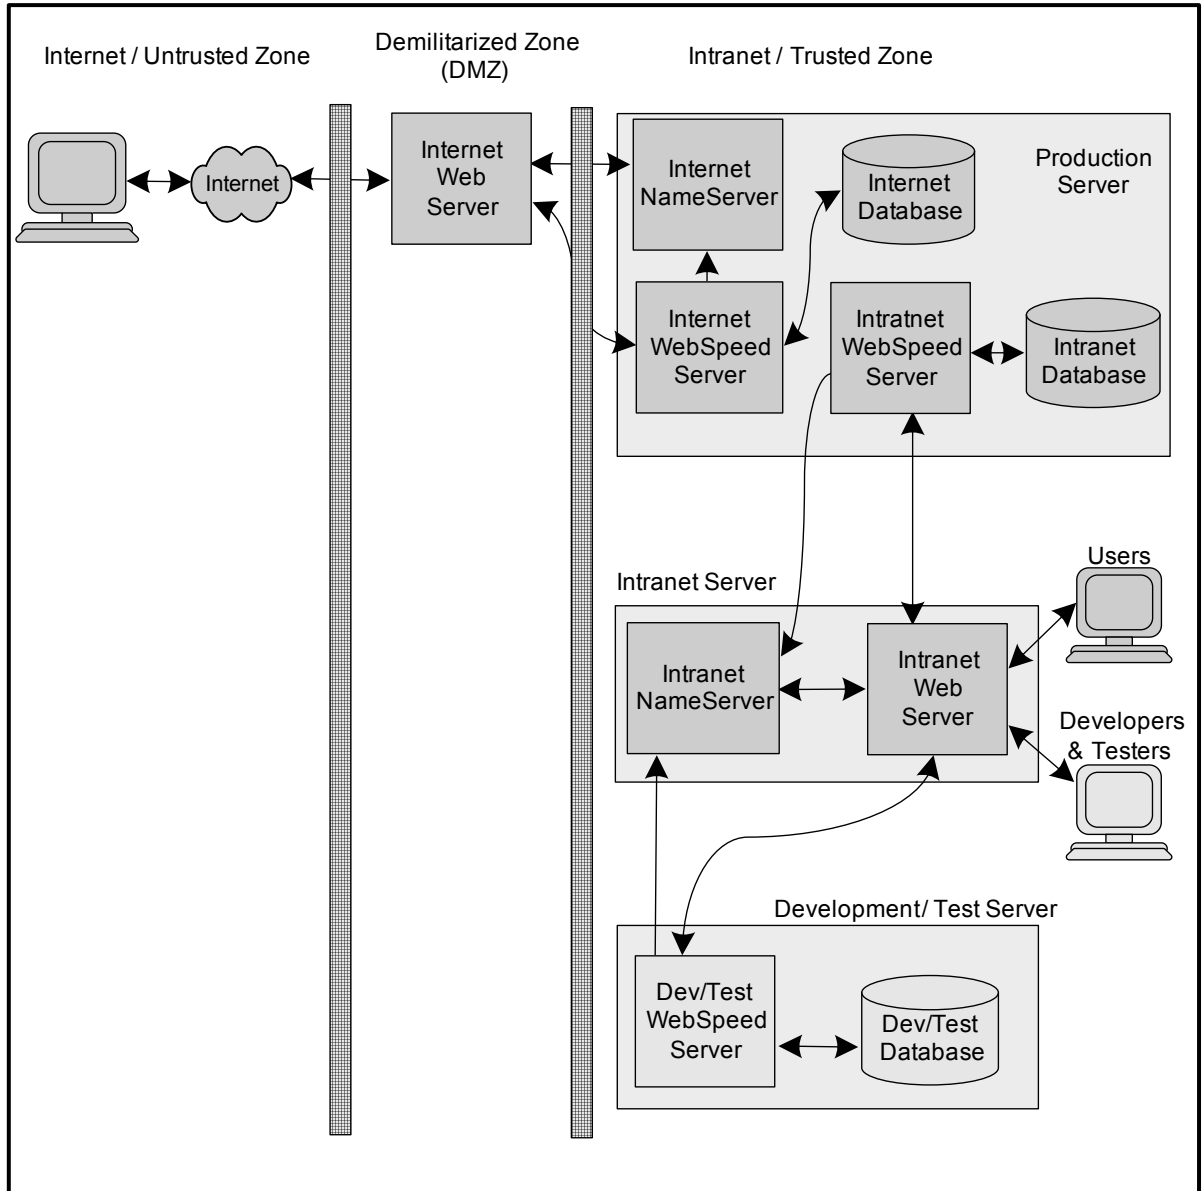 Internet / Untrusted Zone
Demilitarized Zone
(DMZ)
Intranet / Trusted Zone
Internet
Internet
Web
Server
Internet
NameServer
Internet
Database
Production
Server
Internet
WebSpeed
Server
Intratnet
WebSpeed
Server
Intranet
Database
Users
Intranet Server
Intranet
NameServer
Intranet
Web
Server
Developers
& Testers
Development/ Test Server
Dev/Test
WebSpeed
Server
Dev/Test
Database